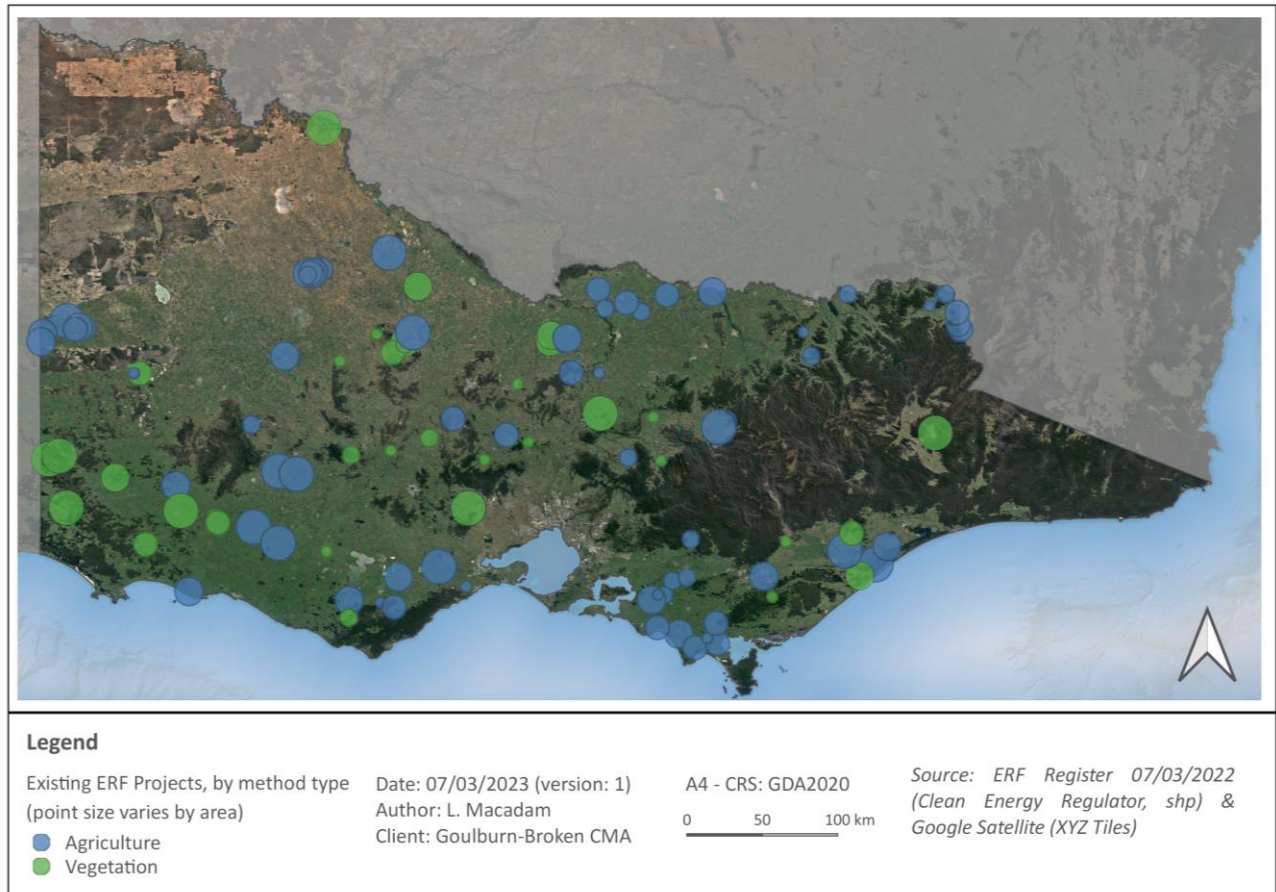 Legend
Existing ERF Projects, by method type
(point size varies by area)
Agriculture
Vegetation
Date: 07/03/2023 (version: 1)
Author: L. Macadam
Client: Goulburn-Broken CMA
A4 - CRS: GDA2020
0 50 100 km
Source: ERF Register 07/03/2022
(Clean Energy Regulator, shp) &
Google Satellite (XYZ Tiles)